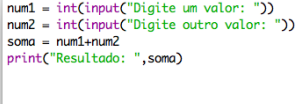 num1 = int(input("Digite um valor: "))
num2 = int(input("Digite outro valor: "))
soma = num1+num2
print("Resultado: ",soma)